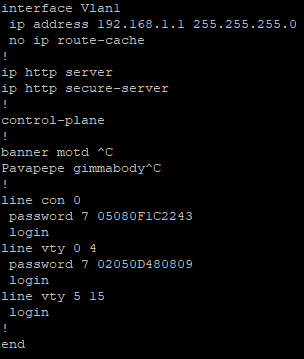 interface Vlan1
 ip address 192.168.1.1 255.255.255.0
 no ip route-cache
!
ip http server
ip http secure-server
!
control-plane
!
banner motd ^C
Pavapepe gimmabody^C
!
line con 0
 password 7 05080F1C2243
 login
line vty 0 4
 password 7 02050D480809
 login
line vty 5 15
 login
!
end